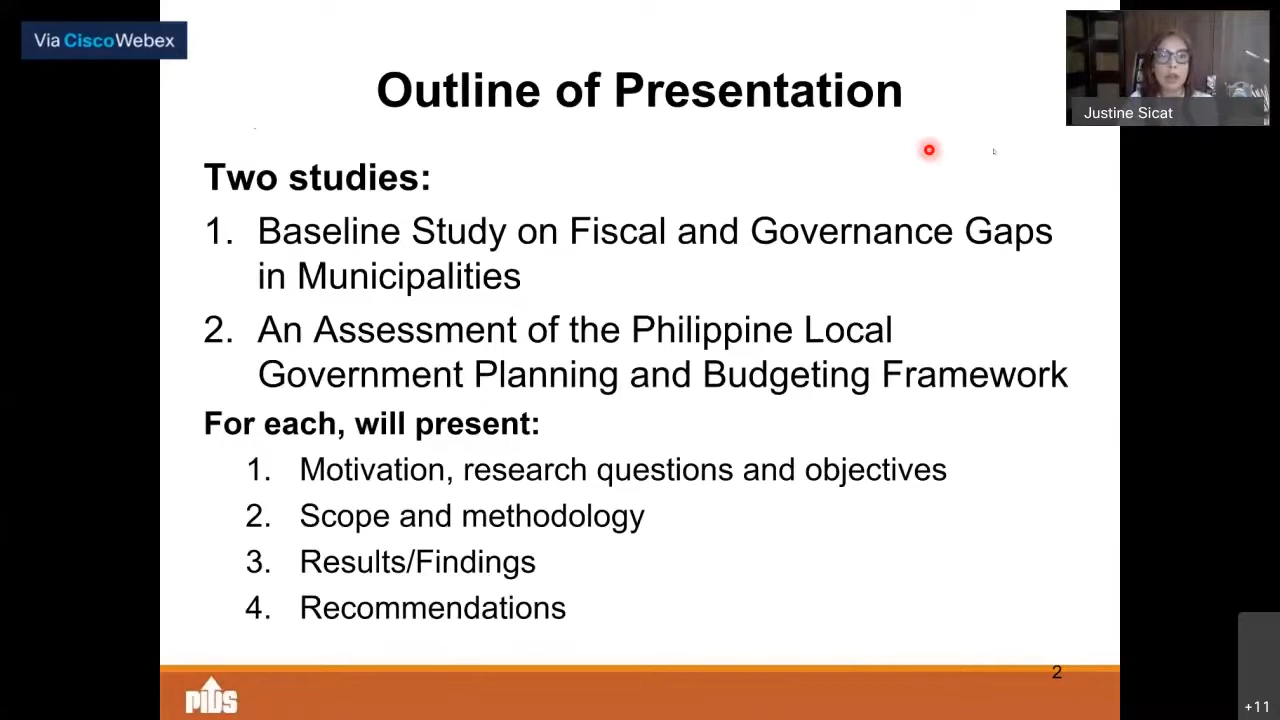 Via CiscoWebex
Outline of Presentation
Justine Sicat
Two studies:
1. Baseline Study on Fiscal and Governance Gaps
in Municipalities
2. An Assessment of the Philippine Local
Government Planning and Budgeting Framework
For each, will present:
1. Motivation, research questions and objectives
2. Scope and methodology
3. Results/Findings
4. Recommendations
2
PIDS
+11